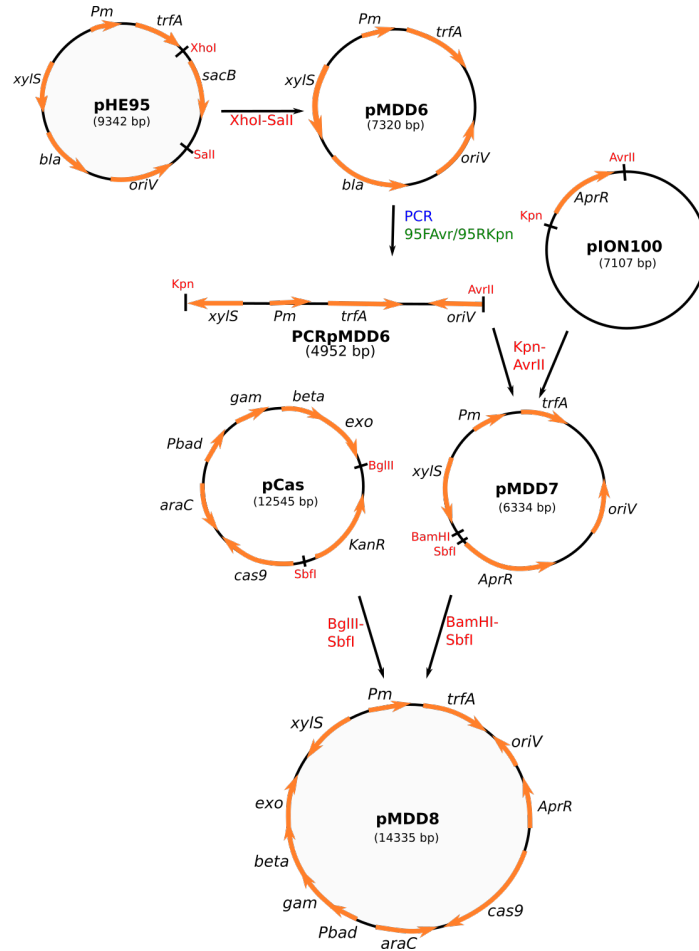 Pm
trfA
XhoI
sacB
xylS
pHE95
(9342 bp)
SalI
bla
oriV
XhoI-SalI
Pm
trfA
xylS
pMDD6
(7320 bp)
oriV
bla
AvrII
AprR
Kpn
pION100
(7107 bp)
PCR
95FAvr/95RKpn
Kpn
AvrII
xylS
Pm
trfA
oriV
PCRpMDD6
(4952 bp)
Kpn-
AvrII
beta
gam
exo
Pbad
BglII
pCas
(12545 bp)
araC
KanR
SbfI
cas9
trfA
Pm
xylS
pMDD7
(6334 bp)
oriV
BamHI
SbfI
AprR
BglII-
SbfI
BamHI-
SbfI
Pm
trfA
xylS
oriV
exo
AprR
pMDD8
(14335 bp)
beta
gam
cas9
Pbad
araC